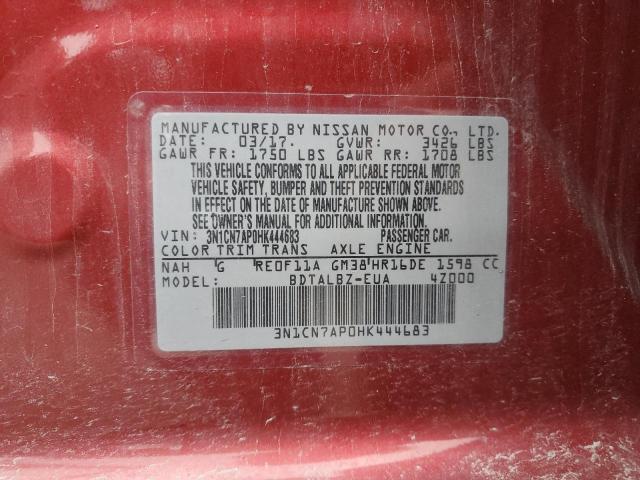 MANUFACTURED BY NISSAN MOTOR CO., LTD.
DATE: 03/17. GVWR: 3426 LBS
GAWR FR: 1750 LBS GAWR RR: 1708 LBS
THIS VEHICLE CONFORMS TO ALL APPLICABLE FEDERAL MOTOR
VEHICLE SAFETY, BUMPER AND THEFT PREVENTION STANDARDS
IN EFFECT ON THE DATE OF MANUFACTURE SHOWN ABOVE.
SEE OWNER'S MANUAL FOR ADDITIONAL INFORMATION.
VIN: 3N1CN7AP0HK444683 PASSENGER CAR.
COLOR TRIM TRANS AXLE ENGINE
NAH G RE0F11A GM38 HR16DE 1598 CC
MODEL: BDTALBZ-EUA 4Z000
3N1CN7AP0HK444683